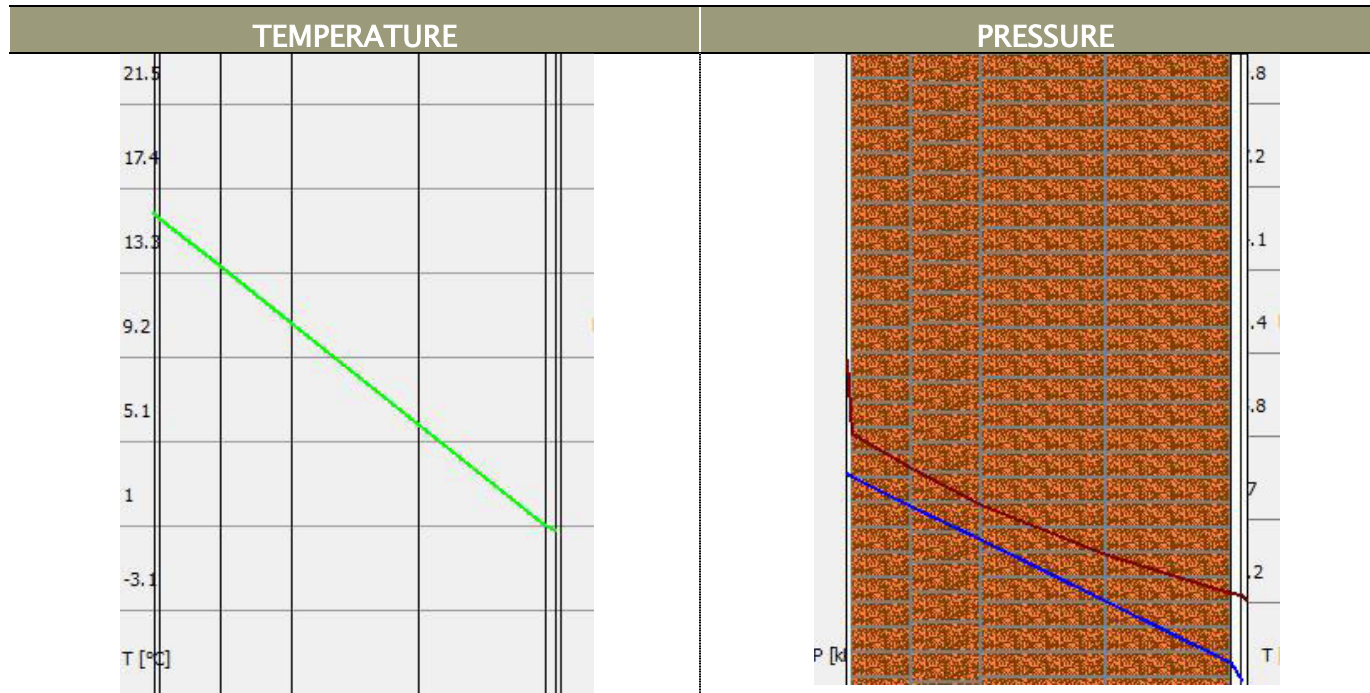 TEMPERATURE
PRESSURE
21.5
17.4
13.3
9.2
5.1
1
-3.1
T [°C]
.8
.2
.1
.4
.8
7
.2
P [k
T [